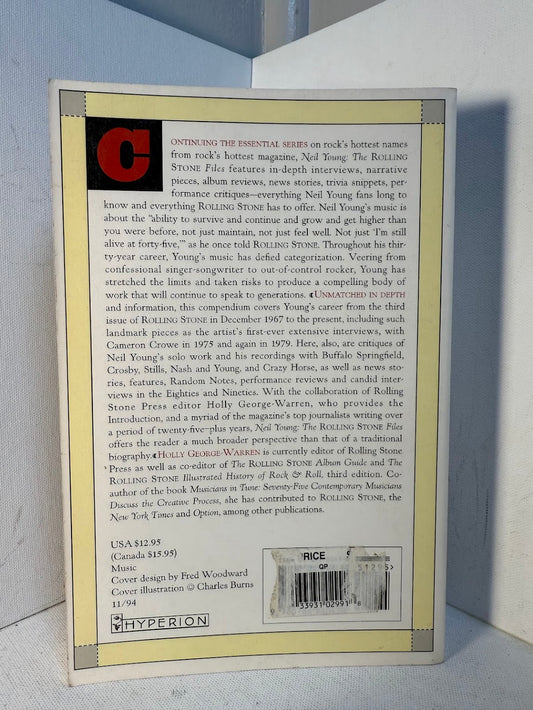 CONTINUING THE ESSENTIAL SERIES on rock's hottest names
from rock's hottest magazine, Neil Young: The ROLLING
STONE Files features in-depth interviews, narrative
pieces, album reviews, news stories, trivia snippets, per-
formance critiques—everything Neil Young fans long to
know and everything ROLLING STONE has to offer. Neil Young's music is
about the "ability to survive and continue and grow and get higher than
you were before, not just maintain, not just feel well. Not just 'I'm still
alive at forty-five,'" as he once told ROLLING STONE. Throughout his thir-
ty-year career, Young's music has defied categorization. Veering from
confessional singer-songwriter to out-of-control rocker, Young has
stretched the limits and taken risks to produce a compelling body of
work that will continue to speak to generations. UNMATCHED IN DEPTH
and information, this compendium covers Young's career from the third
issue of ROLLING STONE in December 1967 to the present, including such
landmark pieces as the artist's first-ever extensive interviews, with
Cameron Crowe in 1975 and again in 1979. Here, also, are critiques of
Neil Young's solo work and his recordings with Buffalo Springfield,
Crosby, Stills, Nash and Young, and Crazy Horse, as well as news sto-
ries, features, Random Notes, performance reviews and candid inter-
views in the Eighties and Nineties. With the collaboration of Rolling
Stone Press editor Holly George-Warren, who provides the
Introduction, and a myriad of the magazine's top journalists writing over
a period of twenty-five-plus years, Neil Young: The ROLLING STONE Files
offers the reader a much broader perspective than that of a traditional
biography. HOLLY GEORGE-WARREN is currently editor of Rolling Stone
Press as well as co-editor of The ROLLING STONE Album Guide and The
ROLLING STONE Illustrated History of Rock & Roll, third edition. Co-
author of the book Musicians in Tune: Seventy-Five Contemporary Musicians
Discuss the Creative Process, she has contributed to ROLLING STONE, the
New York Times and Option, among other publications.
USA $12.95
(Canada $15.95)
Music
Cover design by Fred Woodward
Cover illustration © Charles Burns
11/94
HYPERION
QP
51295>
33931 02991 8